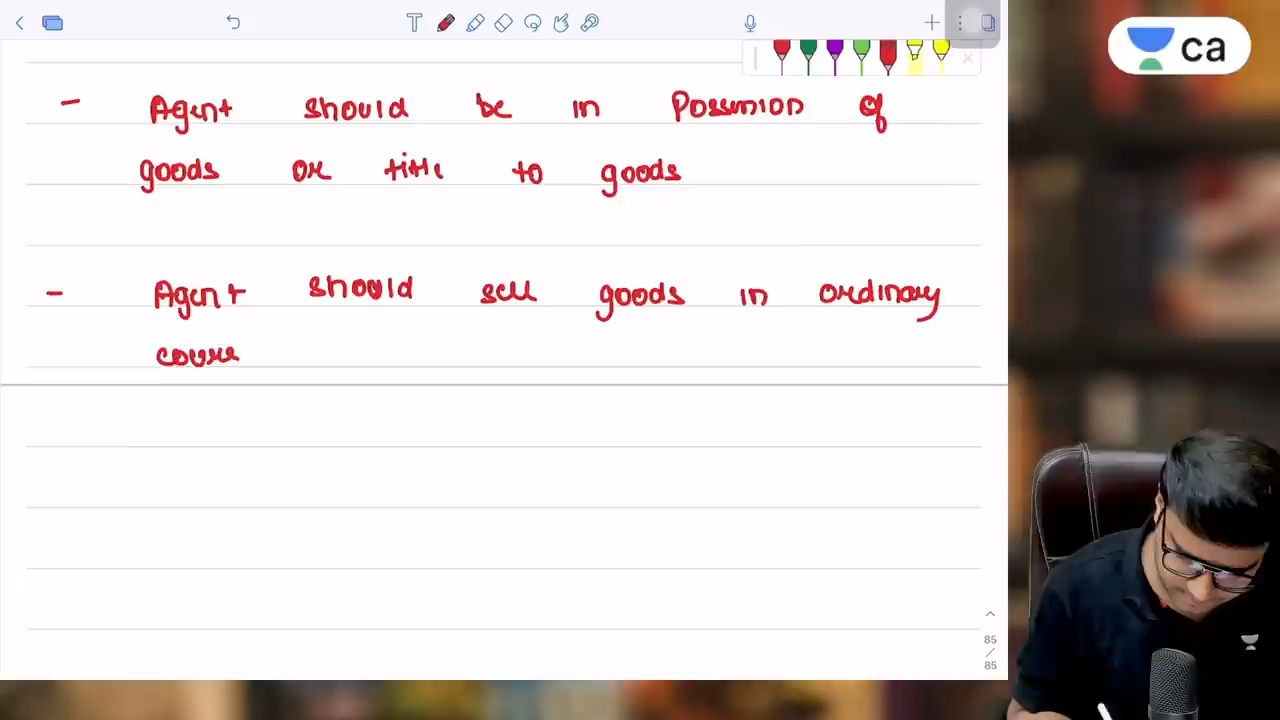 ca
- Agent should be in Possession of
goods or title to goods
- Agent should sell goods in ordinary
course
85
/
85